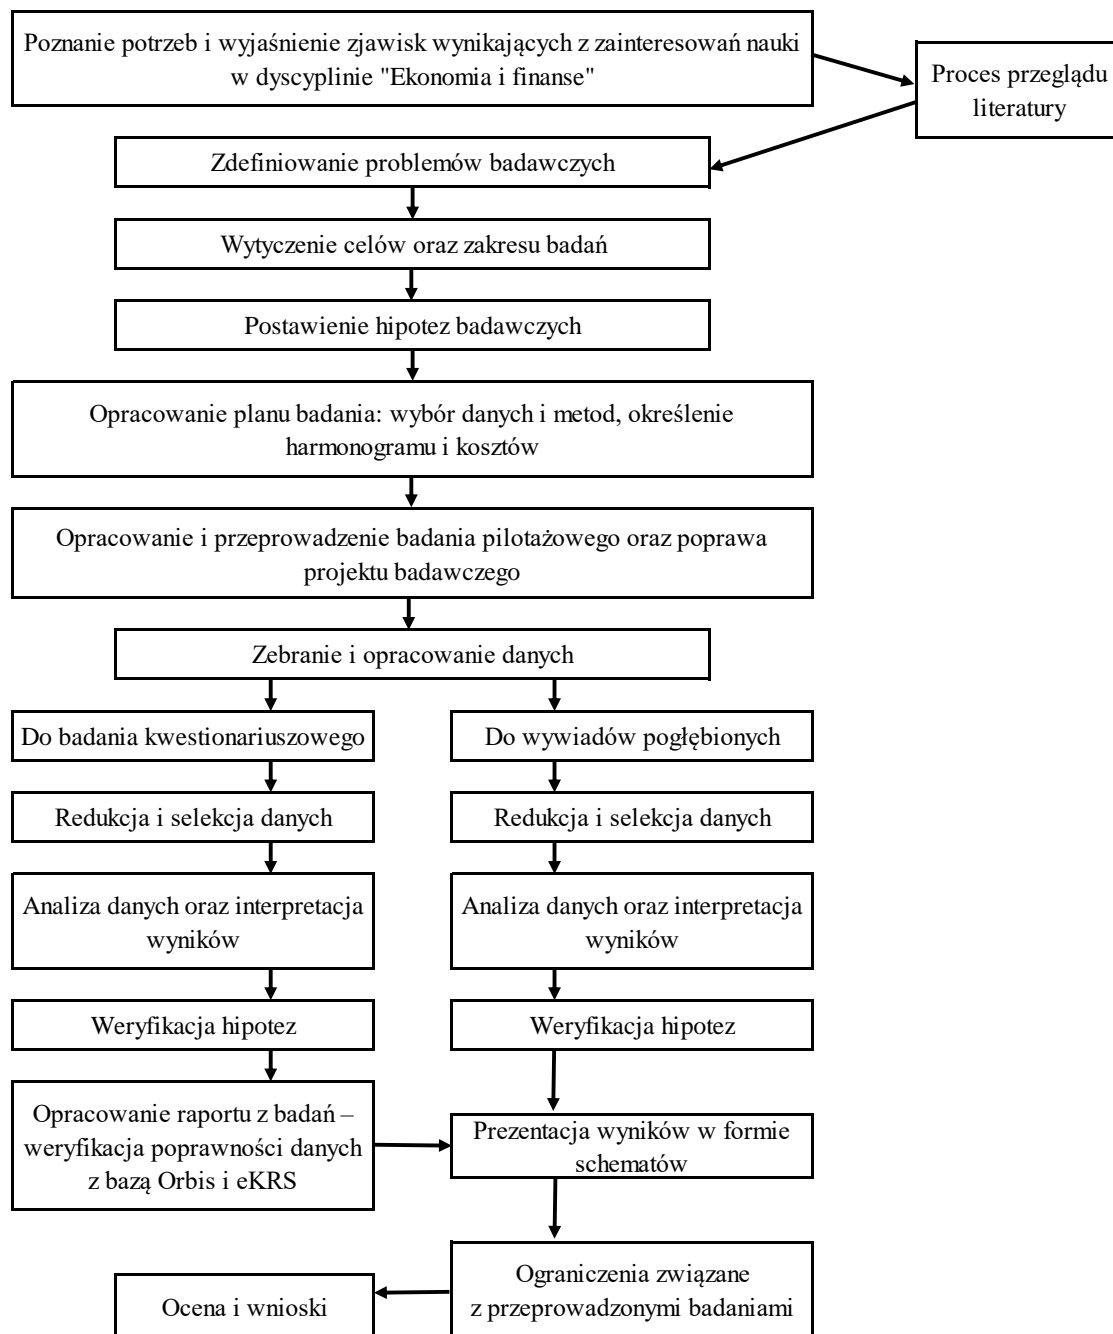 Poznanie potrzeb i wyjaśnienie zjawisk wynikających z zainteresowań nauki
w dyscyplinie "Ekonomia i finanse"
Proces przeglądu
literatury
Zdefiniowanie problemów badawczych
Wytyczenie celów oraz zakresu badań
Postawienie hipotez badawczych
Opracowanie planu badania: wybór danych i metod, określenie
harmonogramu i kosztów
Opracowanie i przeprowadzenie badania pilotażowego oraz poprawa
projektu badawczego
Zebranie i opracowanie danych
Do badania kwestionariuszowego
Do wywiadów pogłębionych
Redukcja i selekcja danych
Redukcja i selekcja danych
Analiza danych oraz interpretacja
wyników
Analiza danych oraz interpretacja
wyników
Weryfikacja hipotez
Weryfikacja hipotez
Opracowanie raportu z badań –
weryfikacja poprawności danych
z bazą Orbis i eKRS
Prezentacja wyników w formie
schematów
Ograniczenia związane
z przeprowadzonymi badaniami
Ocena i wnioski